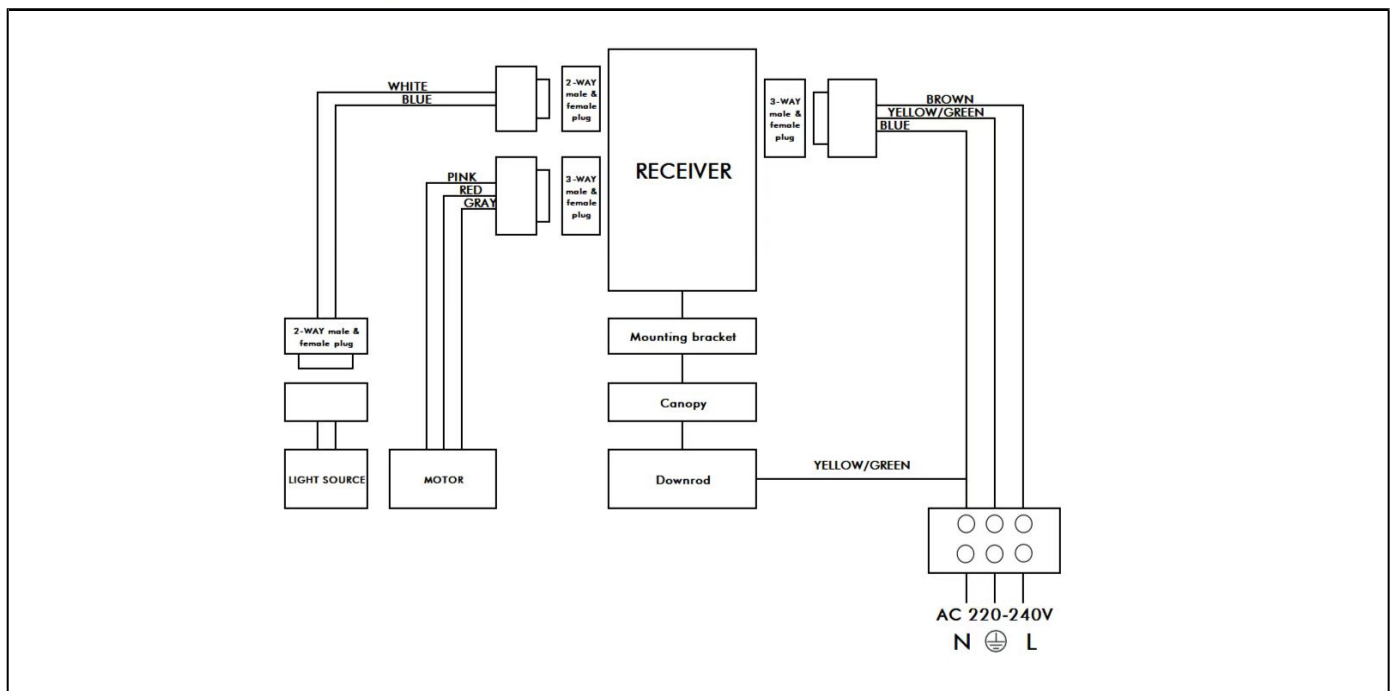 WHITE
BLUE
2-WAY
male &
female
plug
PINK
RED
GRAY
3-WAY
male &
female
plug
RECEIVER
3-WAY
male &
female
plug
BROWN
YELLOW/GREEN
BLUE
2-WAY male &
female plug
LIGHT SOURCE
MOTOR
Mounting bracket
Canopy
Downrod
YELLOW/GREEN
AC 220-240V
N L